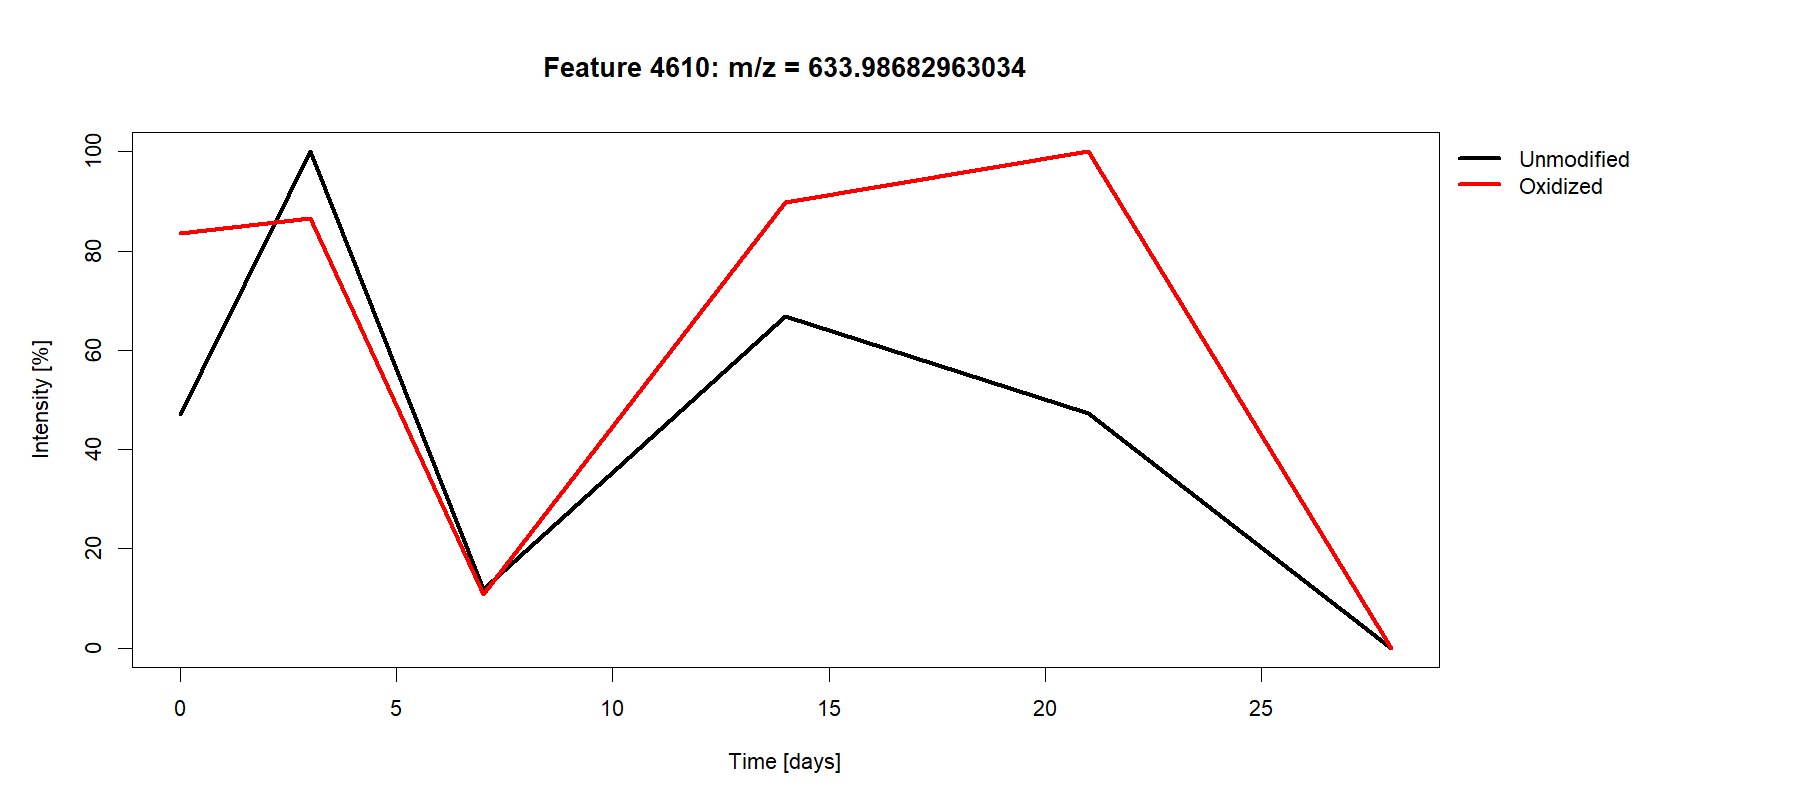 Feature 4610: m/z = 633.98682963034
Unmodified
Oxidized
Intensity [%]
100
80
60
40
20
0
0 5 10 15 20 25
Time [days]